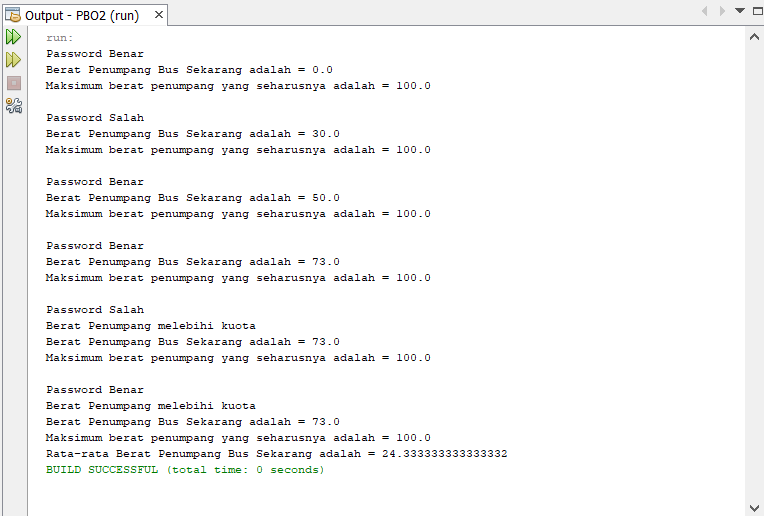 Output - PBO2 (run)
run:
Password Benar
Berat Penumpang Bus Sekarang adalah = 0.0
Maksimum berat penumpang yang seharusnya adalah = 100.0
Password Salah
Berat Penumpang Bus Sekarang adalah = 30.0
Maksimum berat penumpang yang seharusnya adalah = 100.0
Password Benar
Berat Penumpang Bus Sekarang adalah = 50.0
Maksimum berat penumpang yang seharusnya adalah = 100.0
Password Benar
Berat Penumpang Bus Sekarang adalah = 73.0
Maksimum berat penumpang yang seharusnya adalah = 100.0
Password Salah
Berat Penumpang melebihi kuota
Berat Penumpang Bus Sekarang adalah = 73.0
Maksimum berat penumpang yang seharusnya adalah = 100.0
Password Benar
Berat Penumpang melebihi kuota
Berat Penumpang Bus Sekarang adalah = 73.0
Maksimum berat penumpang yang seharusnya adalah = 100.0
Rata-rata Berat Penumpang Bus Sekarang adalah = 24.333333333333332
BUILD SUCCESSFUL (total time: 0 seconds)